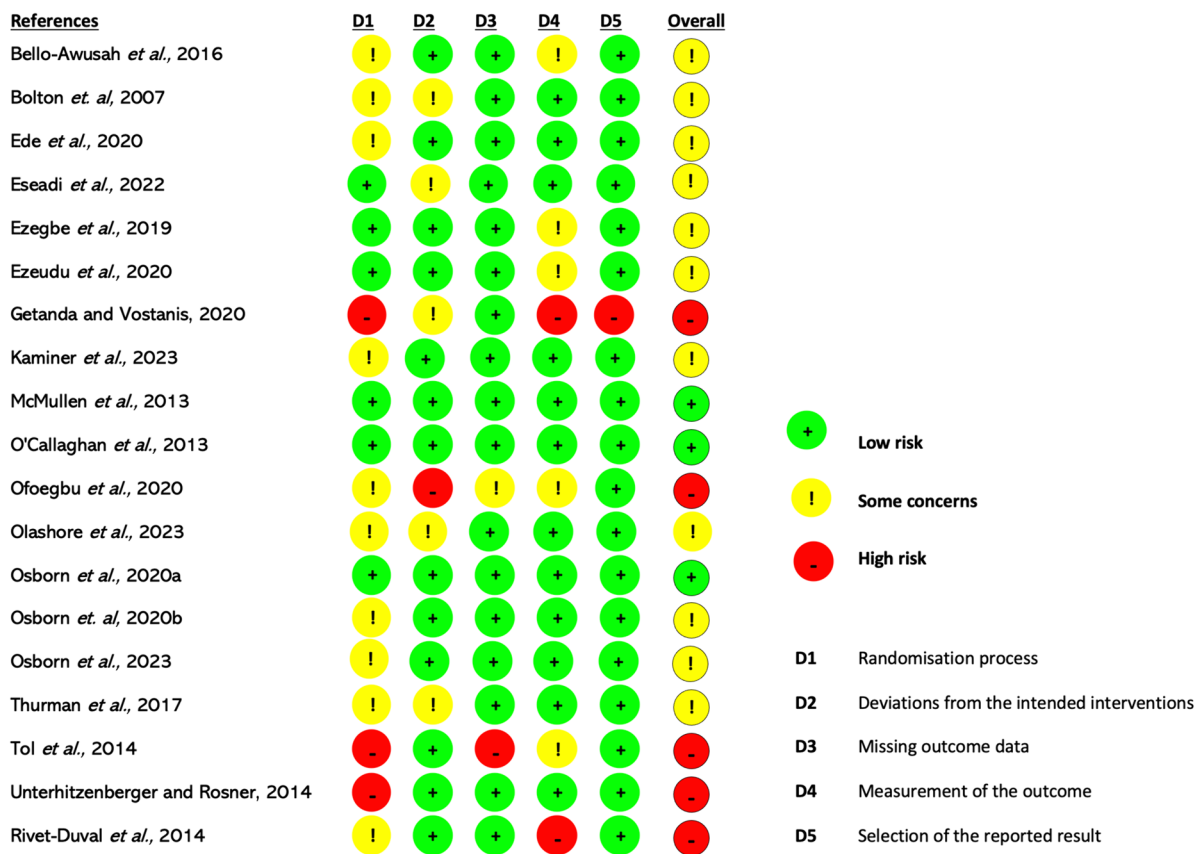 References D1 D2 D3 D4 D5 Overall
Bello-Awusah et al., 2016 ! + + ! + !
Bolton et. al, 2007 ! ! + + + !
Ede et al., 2020 ! + + + + !
Eseadi et al., 2022 + ! + + + !
Ezegbe et al., 2019 + + + ! + !
Ezeudu et al., 2020 + + + ! + !
Getanda and Vostanis, 2020 - ! + - - -
Kaminer et al., 2023 ! + + + + !
McMullen et al., 2013 + + + + + +
O'Callaghan et al., 2013 + + + + + +
Ofoegbu et al., 2020 ! - ! ! + -
Olashore et al., 2023 ! ! + + + !
Osborn et al., 2020a + + + + + +
Osborn et. al, 2020b ! + + + + !
Osborn et al., 2023 ! + + + + !
Thurman et al., 2017 ! ! + + + !
Tol et al., 2014 - + - ! + -
Unterhitzenberger and Rosner, 2014 - + + + + -
Rivet-Duval et al., 2014 ! + + - + -
+ Low risk
! Some concerns
- High risk
D1 Randomisation process
D2 Deviations from the intended interventions
D3 Missing outcome data
D4 Measurement of the outcome
D5 Selection of the reported result